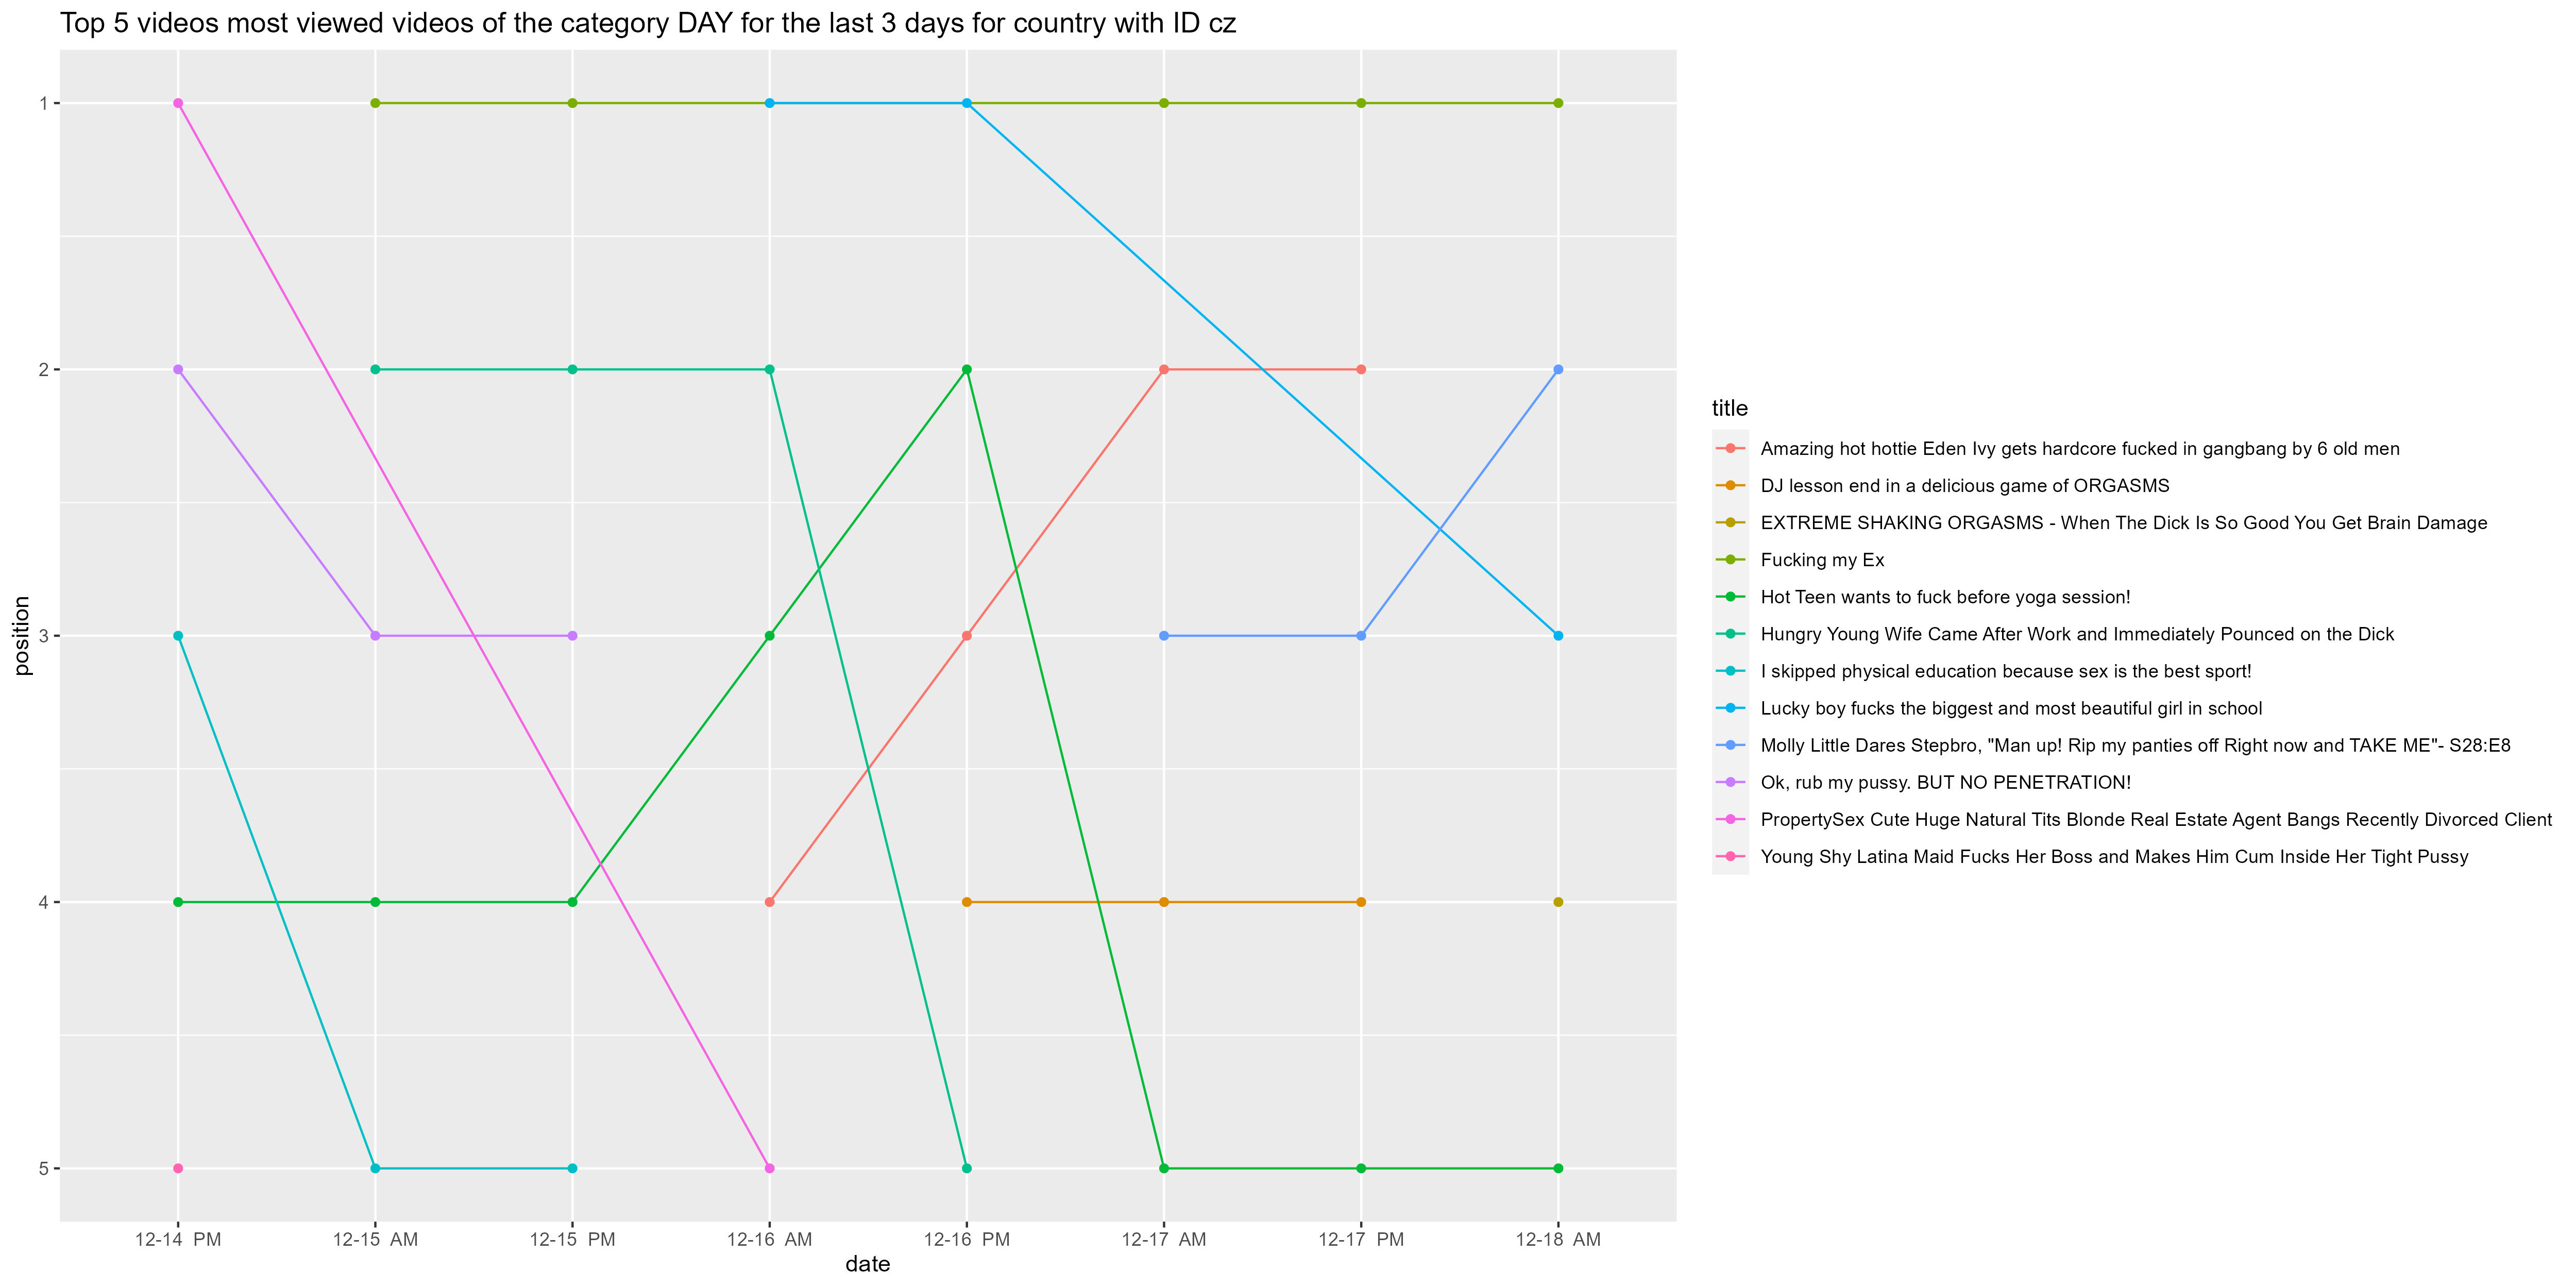 Top 5 videos most viewed videos of the category DAY for the last 3 days for country with ID cz
position
1
2
3
4
5
12-14 PM
12-15 AM
12-15 PM
12-16 AM
12-16 PM
12-17 AM
12-17 PM
12-18 AM
date
title
Amazing hot hottie Eden Ivy gets hardcore fucked in gangbang by 6 old men
DJ lesson end in a delicious game of ORGASMS
EXTREME SHAKING ORGASMS - When The Dick Is So Good You Get Brain Damage
Fucking my Ex
Hot Teen wants to fuck before yoga session!
Hungry Young Wife Came After Work and Immediately Pounced on the Dick
I skipped physical education because sex is the best sport!
Lucky boy fucks the biggest and most beautiful girl in school
Molly Little Dares Stepbro, "Man up! Rip my panties off Right now and TAKE ME"- S28:E8
Ok, rub my pussy. BUT NO PENETRATION!
PropertySex Cute Huge Natural Tits Blonde Real Estate Agent Bangs Recently Divorced Client
Young Shy Latina Maid Fucks Her Boss and Makes Him Cum Inside Her Tight Pussy